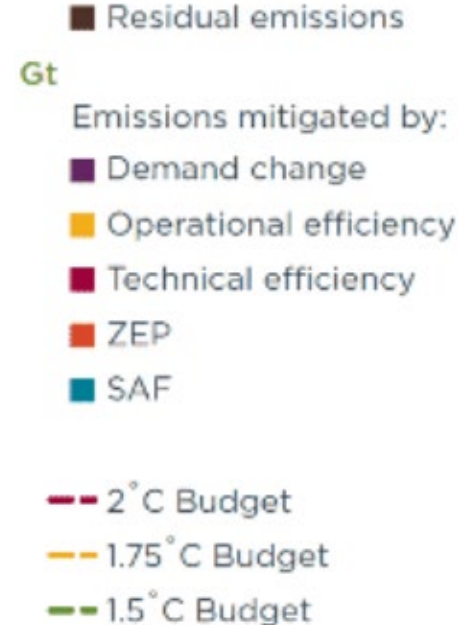 Residual emissions
Gt
Emissions mitigated by:
Demand change
Operational efficiency
Technical efficiency
ZEP
SAF
2°C Budget
1.75°C Budget
1.5°C Budget